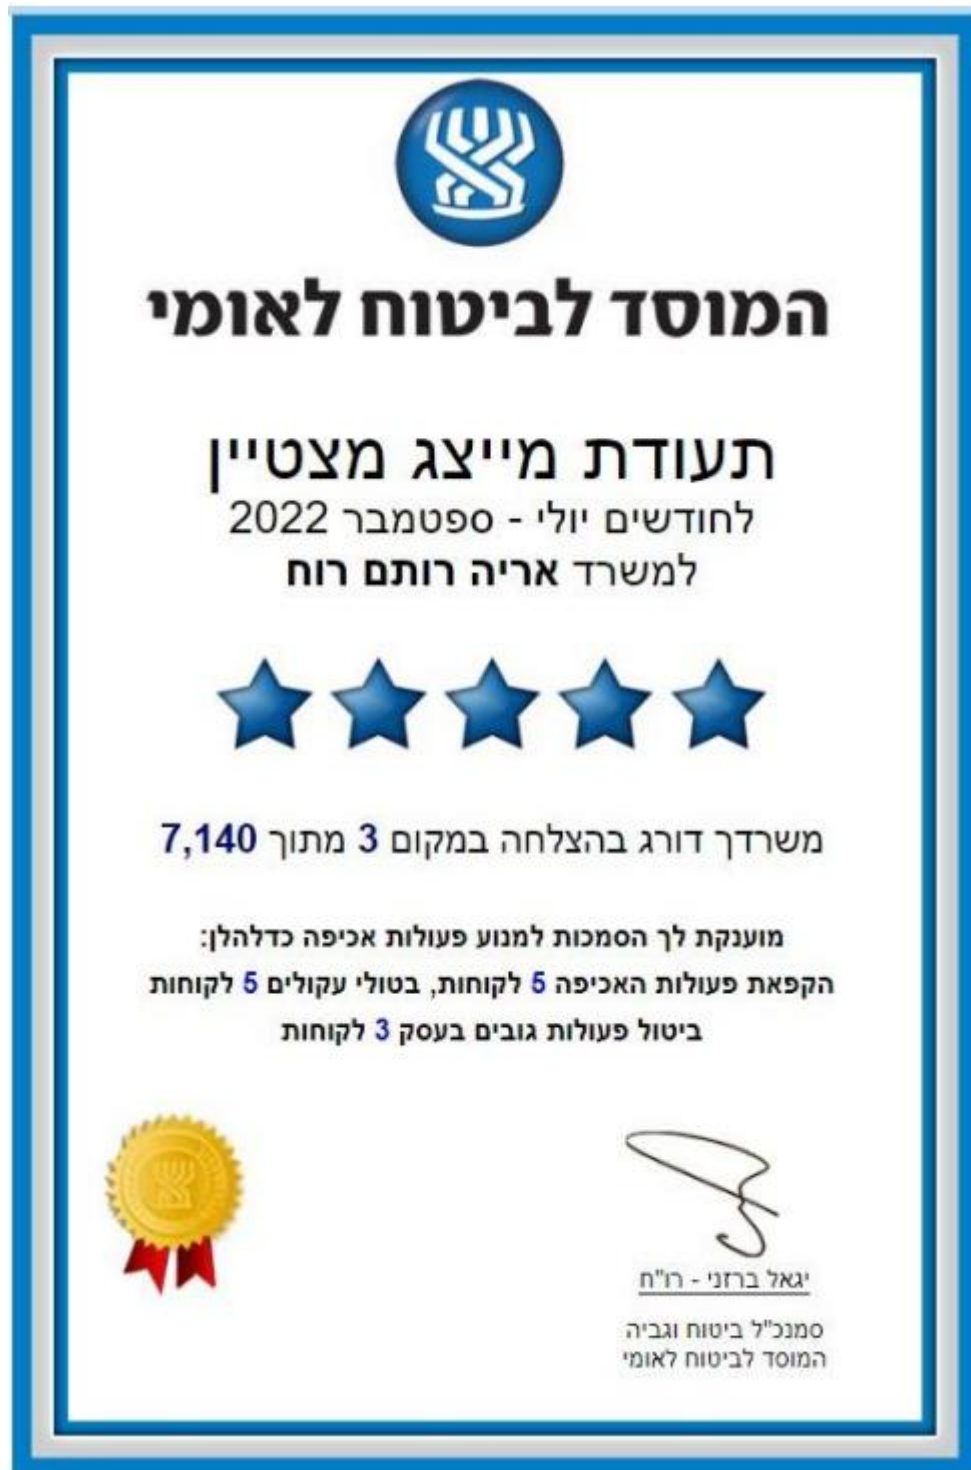 המוסד לביטוח לאומי
תעודת מייצג מצטיין
לחודשים יולי - ספטמבר 2022
למשרד אריה רותם רוח
משרדך דורג בהצלחה במקום 3 מתוך 7,140
מוענקת לך הסמכות למנוע פעולות אכיפה כדלהלן:
הקפאת פעולות האכיפה 5 לקוחות, בטולי עקולים 5 לקוחות
ביטול פעולות גובים בעסק 3 לקוחות
יגאל ברזני - רו"ח
סמנכ"ל ביטוח וגביה
המוסד לביטוח לאומי